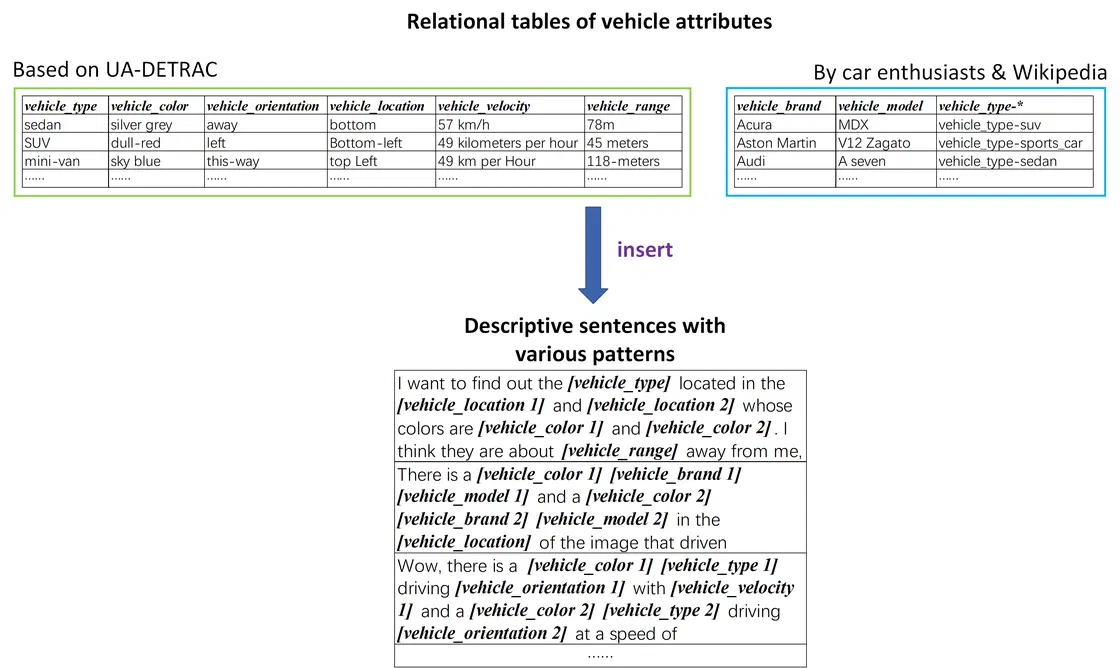 Relational tables of vehicle attributes
Based on UA-DETRAC
By car enthusiasts & Wikipedia
vehicle_type vehicle_color vehicle_orientation vehicle_location vehicle_velocity vehicle_range
sedan silver grey away bottom 57 km/h 78m
SUV dull-red left Bottom-left 49 kilometers per hour 45 meters
mini-van sky blue this-way top Left 49 km per Hour 118-meters
...... ...... ...... ...... ...... ......
vehicle_brand vehicle_model vehicle_type-*
Acura MDX vehicle_type-suv
Aston Martin V12 Zagato vehicle_type-sports_car
Audi A seven vehicle_type-sedan
...... ...... ......
insert
Descriptive sentences with
various patterns
I want to find out the [vehicle_type] located in the
[vehicle_location 1] and [vehicle_location 2] whose
colors are [vehicle_color 1] and [vehicle_color 2]. I
think they are about [vehicle_range] away from me,
There is a [vehicle_color 1] [vehicle_brand 1]
[vehicle_model 1] and a [vehicle_color 2]
[vehicle_brand 2] [vehicle_model 2] in the
[vehicle_location] of the image that driven
Wow, there is a [vehicle_color 1] [vehicle_type 1]
driving [vehicle_orientation 1] with [vehicle_velocity
1] and a [vehicle_color 2] [vehicle_type 2] driving
[vehicle_orientation 2] at a speed of
......